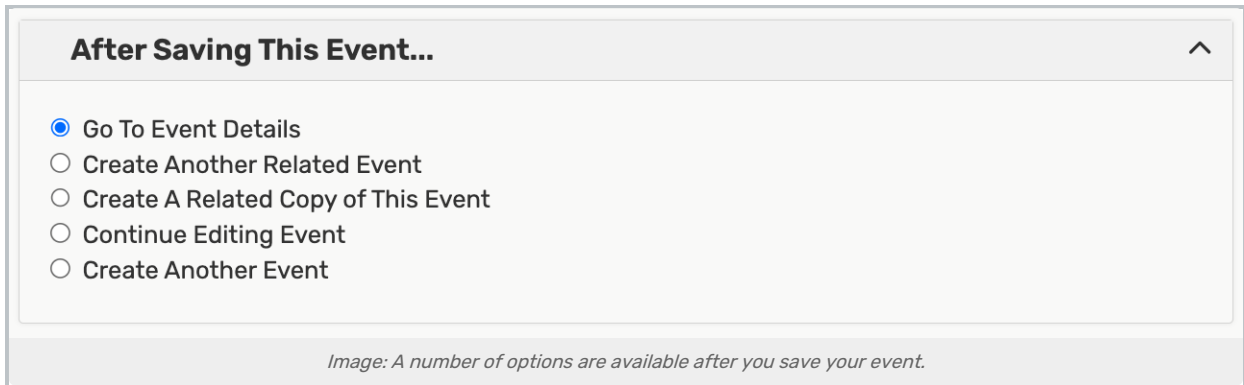 After Saving This Event...
Go To Event Details
Create Another Related Event
Create A Related Copy of This Event
Continue Editing Event
Create Another Event
Image: A number of options are available after you save your event.